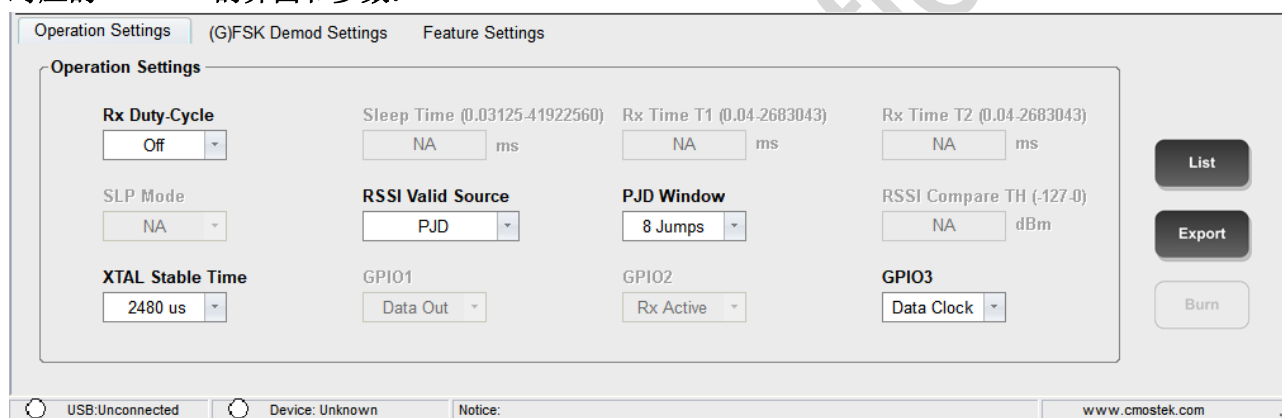 Operation Settings (G)FSK Demod Settings Feature Settings
Operation Settings
Rx Duty-Cycle Sleep Time (0.03125-41922560) Rx Time T1 (0.04-2683043) Rx Time T2 (0.04-2683043)
Off NA ms NA ms NA ms
List
SLP Mode RSSI Valid Source PJD Window RSSI Compare TH (-127-0)
NA PJD 8 Jumps NA dBm
Export
XTAL Stable Time GPIO1 GPIO2 GPIO3
2480 us Data Out Rx Active Data Clock
Burn
USB:Unconnected Device: Unknown Notice: www.cmostek.com